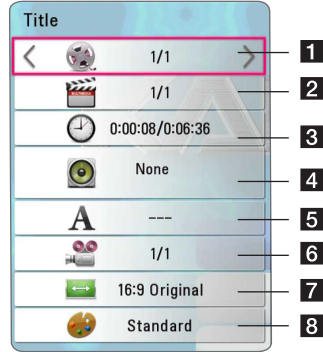 Title
1/1 1
1/1 2
0:00:08/0:06:36 3
None 4
A --- 5
1/1 6
16:9 Original 7
Standard 8